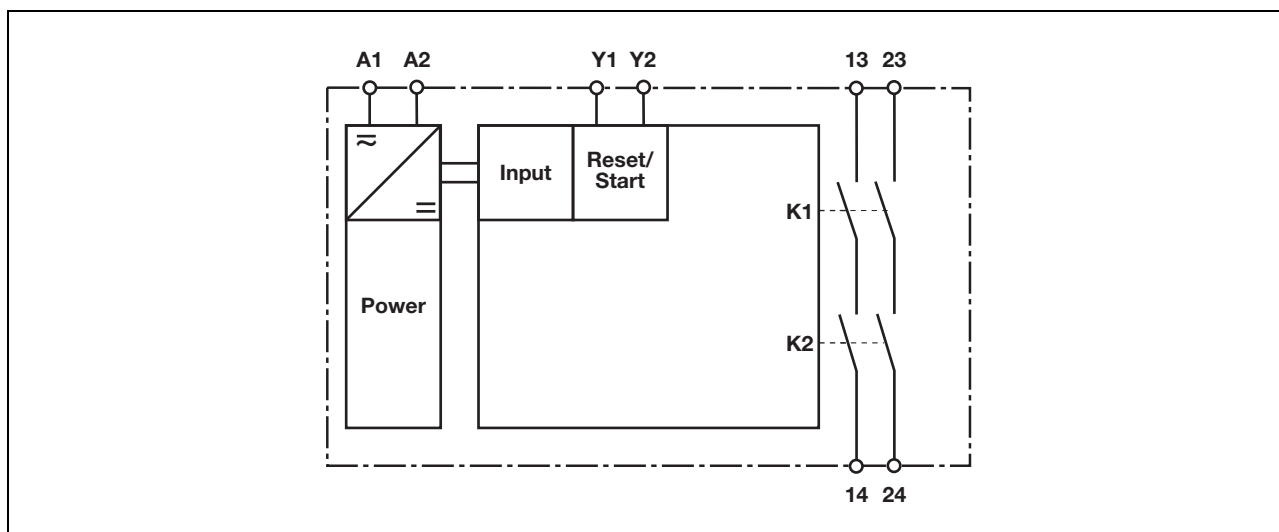 A1 A2 Y1 Y2 13 23
Input
Reset/
Start
K1
Power
K2
14 24